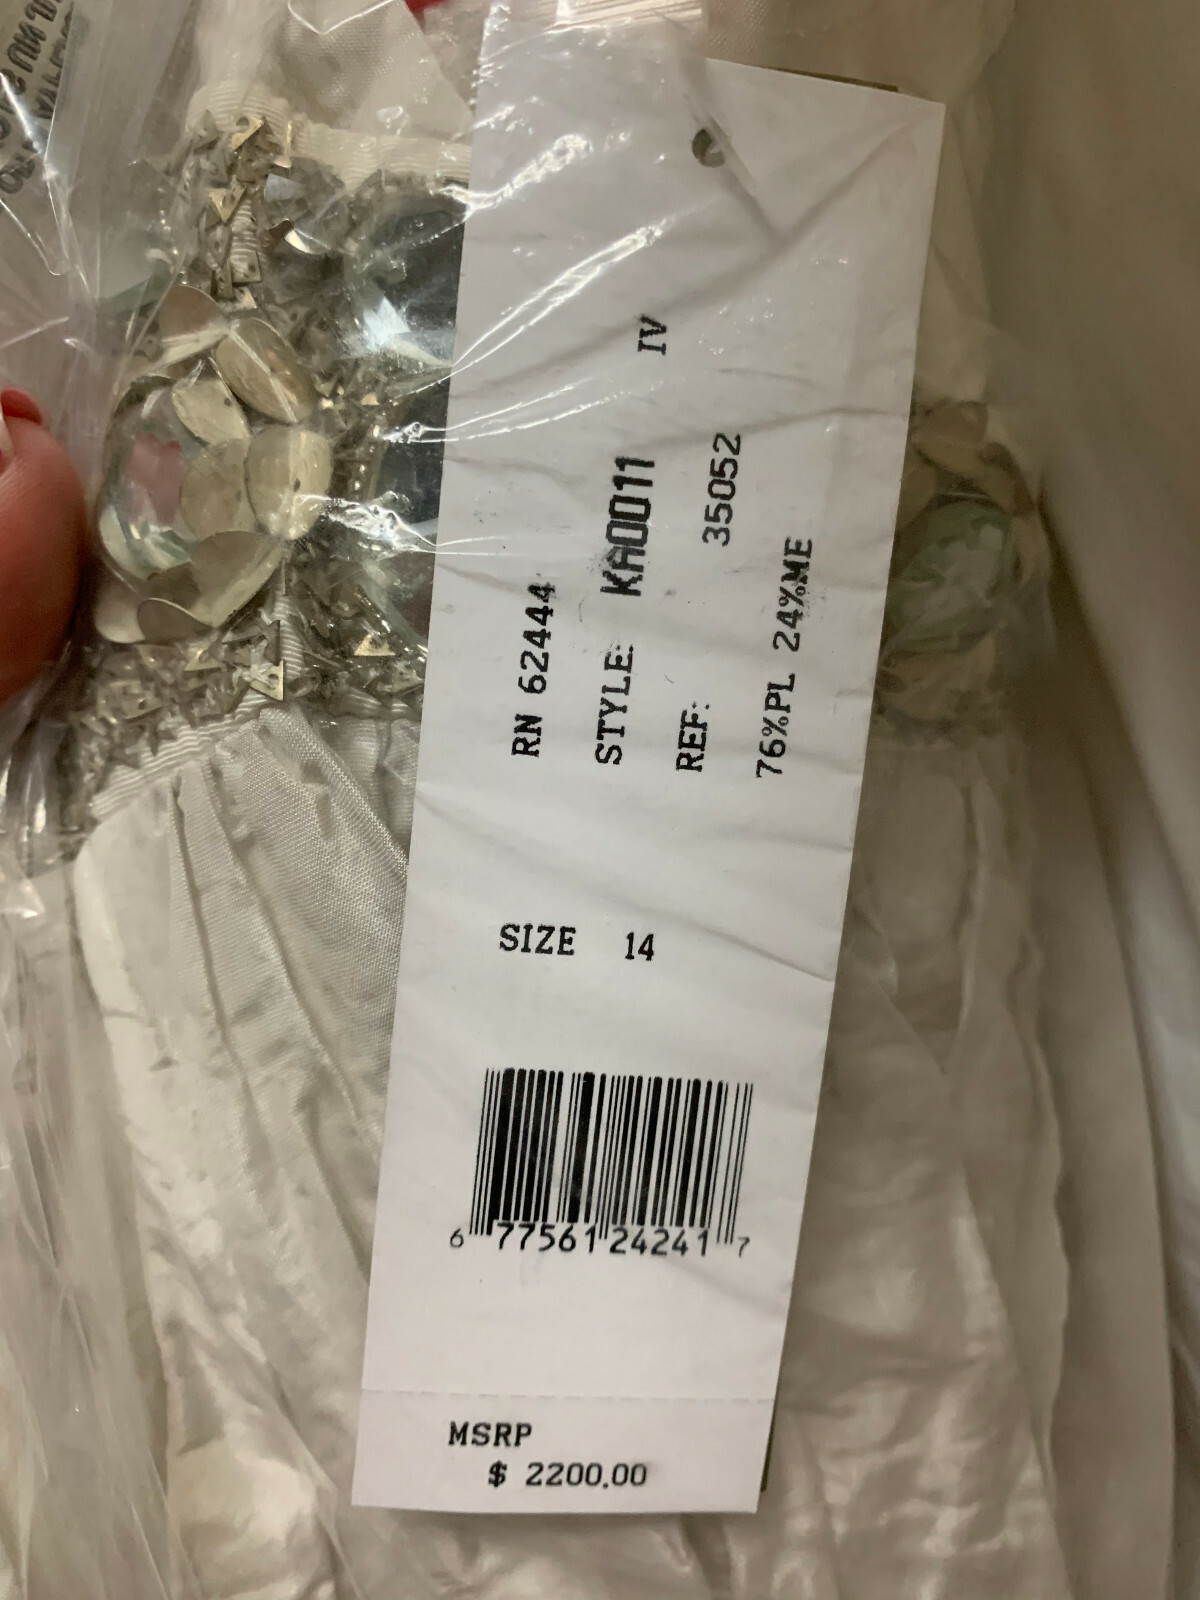 RN 62444
STYLE: KA0011 IV
REF: 35052
76%PL 24%ME
SIZE 14
6 77561 24241 7
MSRP
$ 2200.00